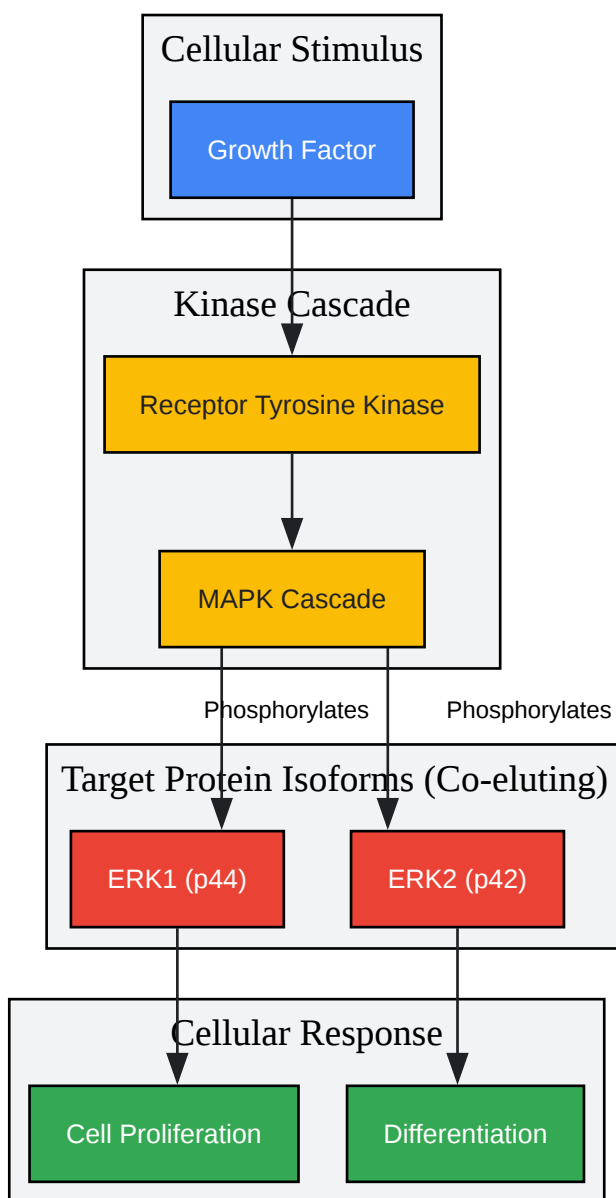 Cellular Stimulus
Growth Factor
Kinase Cascade
Receptor Tyrosine Kinase
MAPK Cascade
Phosphorylates
Phosphorylates
Target Protein Isoforms (Co-eluting)
ERK1 (p44)
ERK2 (p42)
Cellular Response
Cell Proliferation
Differentiation